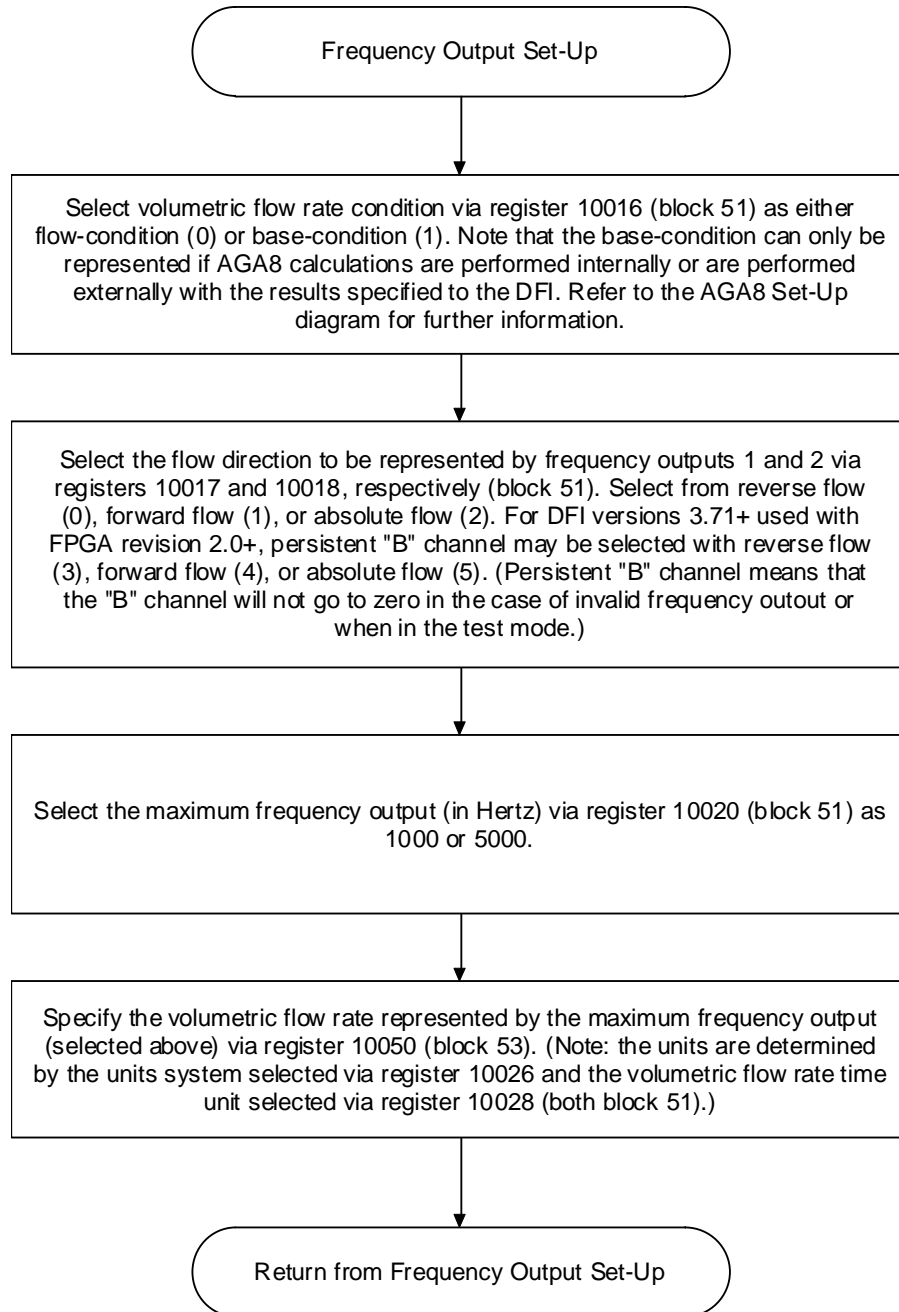 Frequency Output Set-Up
Select volumetric flow rate condition via register 10016 (block 51) as either
flow-condition (0) or base-condition (1). Note that the base-condition can only be
represented if AGA8 calculations are performed internally or are performed
externally with the results specified to the DFI. Refer to the AGA8 Set-Up
diagram for further information.
Select the flow direction to be represented by frequency outputs 1 and 2 via
registers 10017 and 10018, respectively (block 51). Select from reverse flow
(0), forward flow (1), or absolute flow (2). For DFI versions 3.71+ used with
FPGA revision 2.0+, persistent "B" channel may be selected with reverse flow
(3), forward flow (4), or absolute flow (5). (Persistent "B" channel means that
the "B" channel will not go to zero in the case of invalid frequency outout or
when in the test mode.)
Select the maximum frequency output (in Hertz) via register 10020 (block 51) as
1000 or 5000.
Specify the volumetric flow rate represented by the maximum frequency output
(selected above) via register 10050 (block 53). (Note: the units are determined
by the units system selected via register 10026 and the volumetric flow rate time
unit selected via register 10028 (both block 51).)
Return from Frequency Output Set-Up